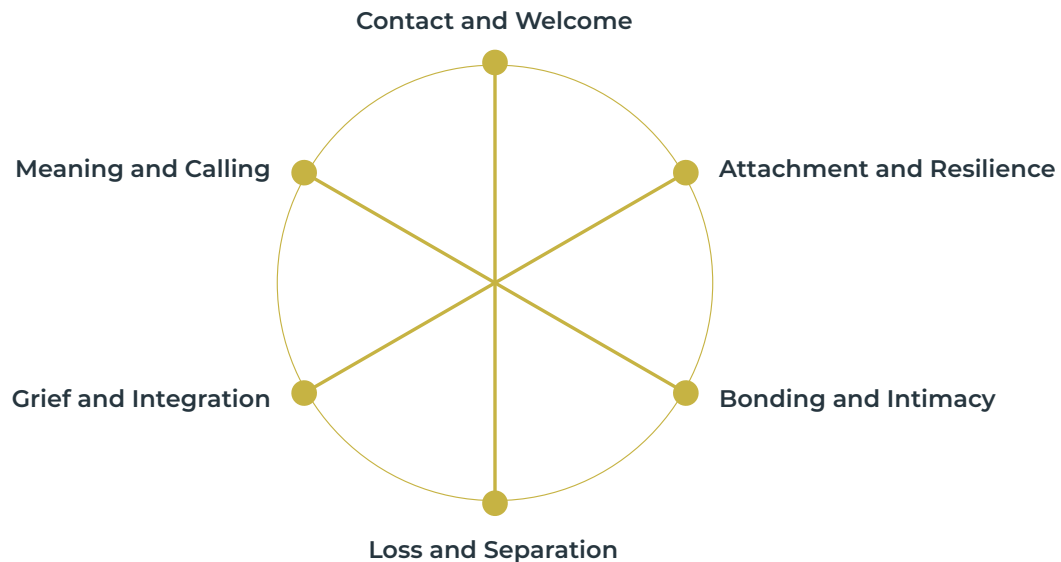 Contact and Welcome
Meaning and Calling
Attachment and Resilience
Grief and Integration
Bonding and Intimacy
Loss and Separation